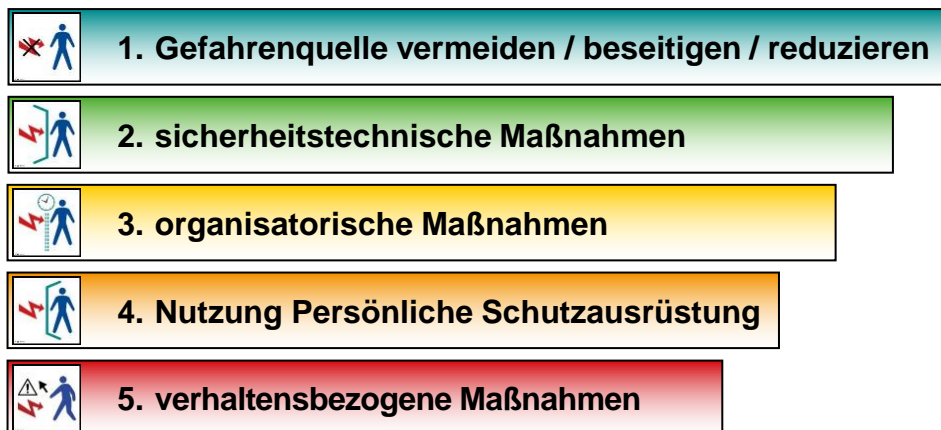 1. Gefahrenquelle vermeiden / beseitigen / reduzieren
2. sicherheitstechnische Maßnahmen
3. organisatorische Maßnahmen
4. Nutzung Persönliche Schutzausrüstung
5. verhaltensbezogene Maßnahmen